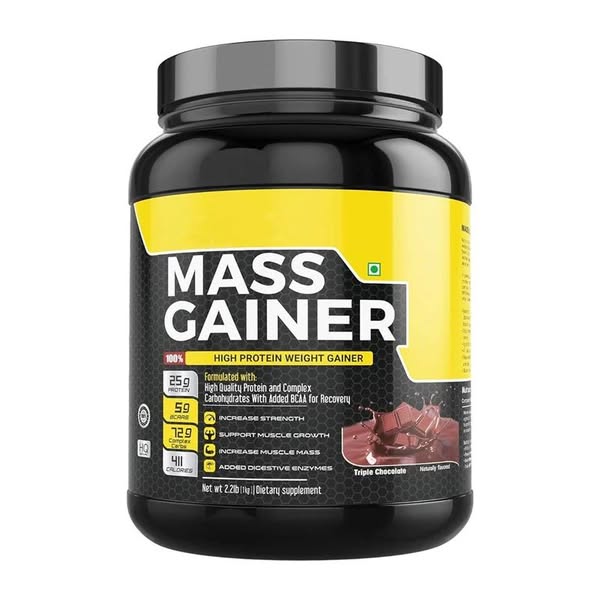 MASS
GAINER
100%
HIGH PROTEIN WEIGHT GAINER
25g
PROTEIN
5g
BCAAB
72g
Complex
Carbs
411
CALORIES
Formulated with:
High Quality Protein and Complex
Carbohydrates With Added BCAA for Recovery
INCREASE STRENGTH
SUPPORT MUSCLE GROWTH
INCREASE MUSCLE MASS
ADDED DIGESTIVE ENZYMES
HQ
Triple Chocolate
Naturally flavored
Net wt 2.2lb [1kg] | Dietary supplement